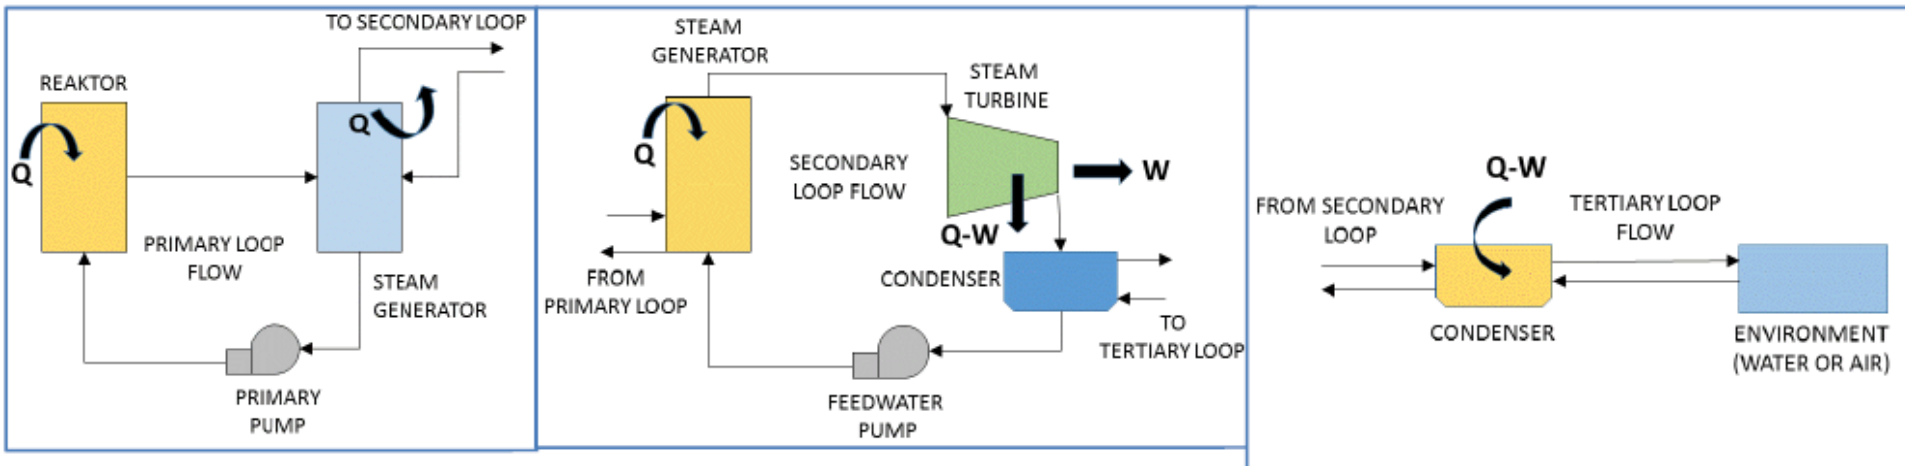 TO SECONDARY LOOP
REAKTOR
Q
Q
PRIMARY LOOP
FLOW
STEAM
GENERATOR
PRIMARY
PUMP
STEAM
GENERATOR
STEAM
TURBINE
Q
SECONDARY
LOOP FLOW
W
Q-W
CONDENSER
FROM
PRIMARY LOOP
TO
TERTIARY LOOP
FEEDWATER
PUMP
Q-W
FROM SECONDARY
LOOP
TERTIARY LOOP
FLOW
CONDENSER
ENVIRONMENT
(WATER OR AIR)